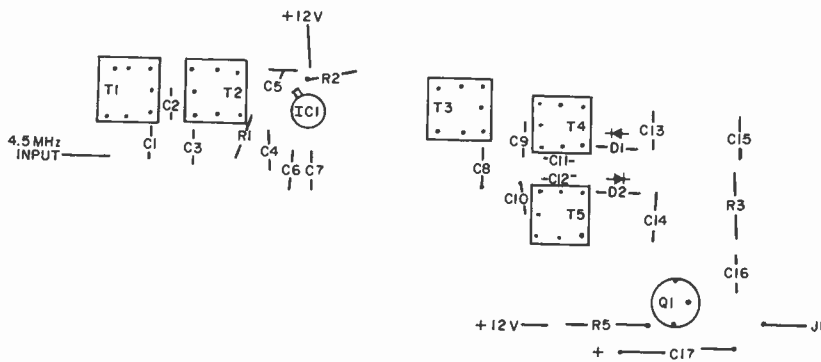 +12V
C5
R2
T1
C2
T2
IC1
T3
T4
C13
4.5MHz
INPUT
C1
C3
R1
C4
C6
C7
C8
C9
C11
D1
C15
C12
C10
D2
T5
C14
R3
C16
Q1
+12V
R5
J1
+
C17